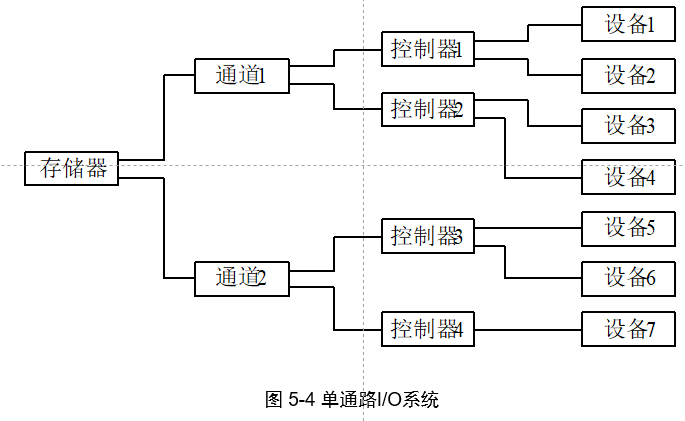 设备1
控制器1
通道1
设备2
控制器2
设备3
存储器
设备4
设备5
控制器3
通道2
设备6
控制器4
设备7
图 5-4 单通路I/O系统